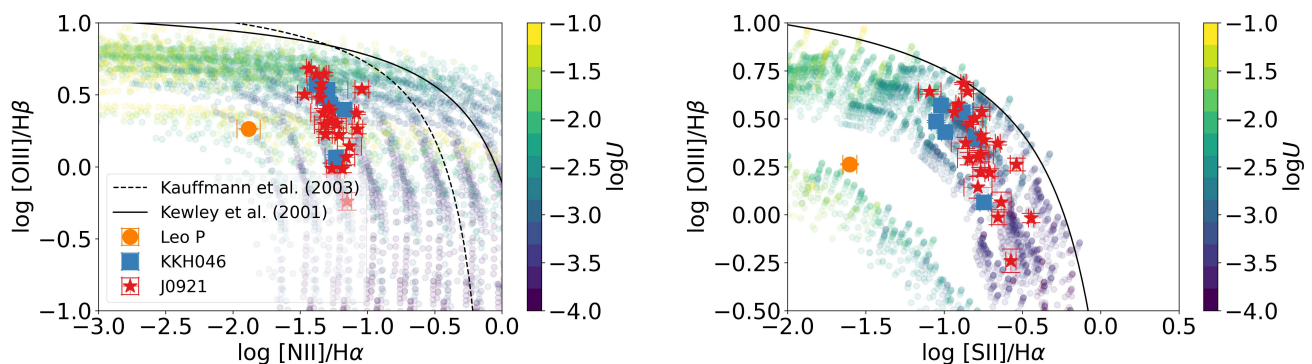 log [OIII]/Hβ
1.0
0.5
0.0
−0.5
−1.0
−3.0 −2.5 −2.0 −1.5 −1.0 −0.5 0.0
log [NII]/Hα
Kauffmann et al. (2003)
Kewley et al. (2001)
Leo P
KKH046
J0921
−1.0
−1.5
−2.0
−2.5
−3.0
−3.5
−4.0
logU
log [OIII]/Hβ
1.00
0.75
0.50
0.25
0.00
−0.25
−0.50
−2.0 −1.5 −1.0 −0.5 0.0 0.5
log [SII]/Hα
−1.0
−1.5
−2.0
−2.5
−3.0
−3.5
−4.0
logU